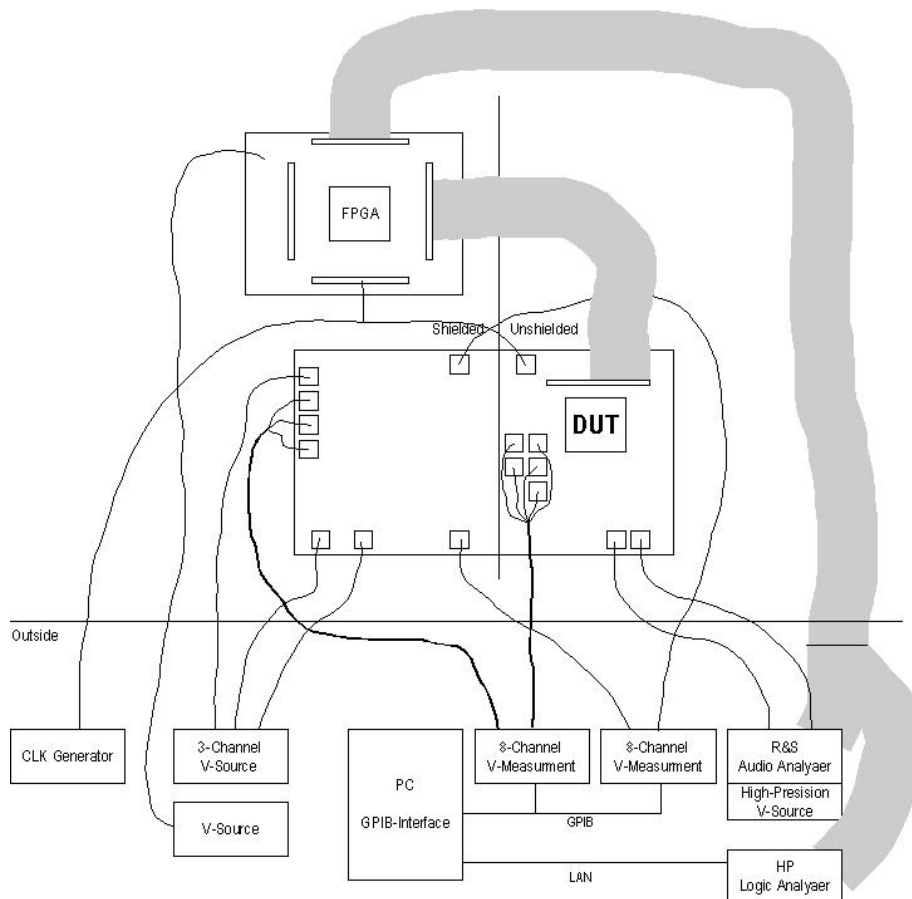 FPGA
Shielded
Unshielded
DUT
Outside
CLK Generator
3-Channel
V-Source
V-Source
PC
GPIB-Interface
8-Channel
V-Measurment
8-Channel
V-Measurment
R&S
Audio Analyaer
High-Presision
V-Source
GPIB
LAN
HP
Logic Analyaer